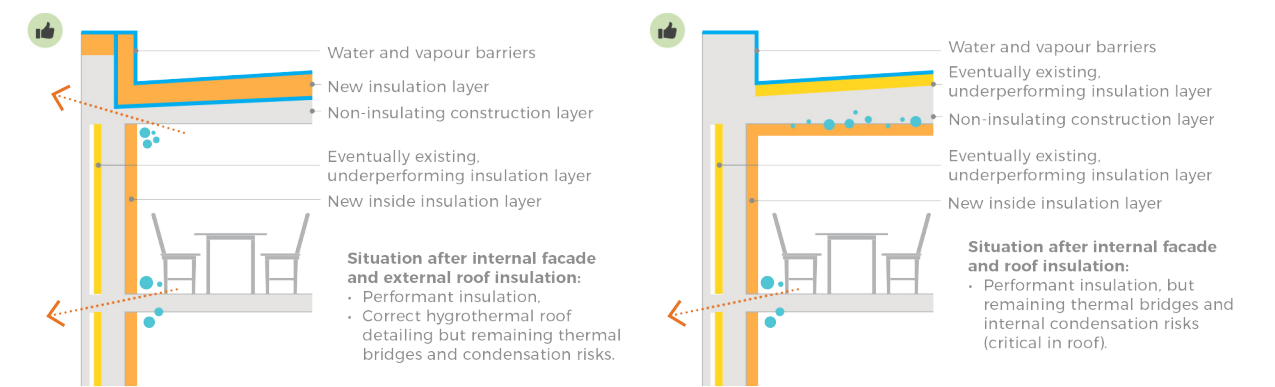 Water and vapour barriers
New insulation layer
Non-insulating construction layer
Eventually existing,
underperforming insulation layer
New inside insulation layer
Situation after internal facade
and external roof insulation:
• Performant insulation,
• Correct hygrothermal roof
detailing but remaining thermal
bridges and condensation risks.
Water and vapour barriers
Eventually existing,
underperforming insulation layer
Non-insulating construction layer
Eventually existing,
underperforming insulation layer
New inside insulation layer
Situation after internal facade
and roof insulation:
• Performant insulation, but
remaining thermal bridges and
internal condensation risks
(critical in roof).